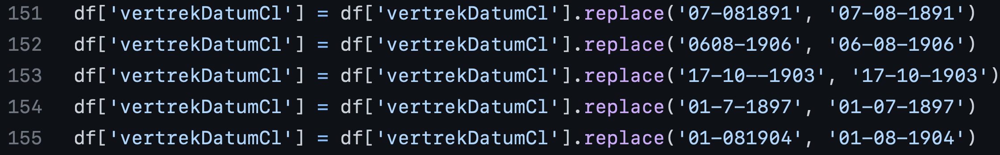 151 df['vertrekDatumCl'] = df['vertrekDatumCl'].replace('07-081891', '07-08-1891')
152 df['vertrekDatumCl'] = df['vertrekDatumCl'].replace('0608-1906', '06-08-1906')
153 df['vertrekDatumCl'] = df['vertrekDatumCl'].replace('17-10--1903', '17-10-1903')
154 df['vertrekDatumCl'] = df['vertrekDatumCl'].replace('01-7-1897', '01-07-1897')
155 df['vertrekDatumCl'] = df['vertrekDatumCl'].replace('01-081904', '01-08-1904')